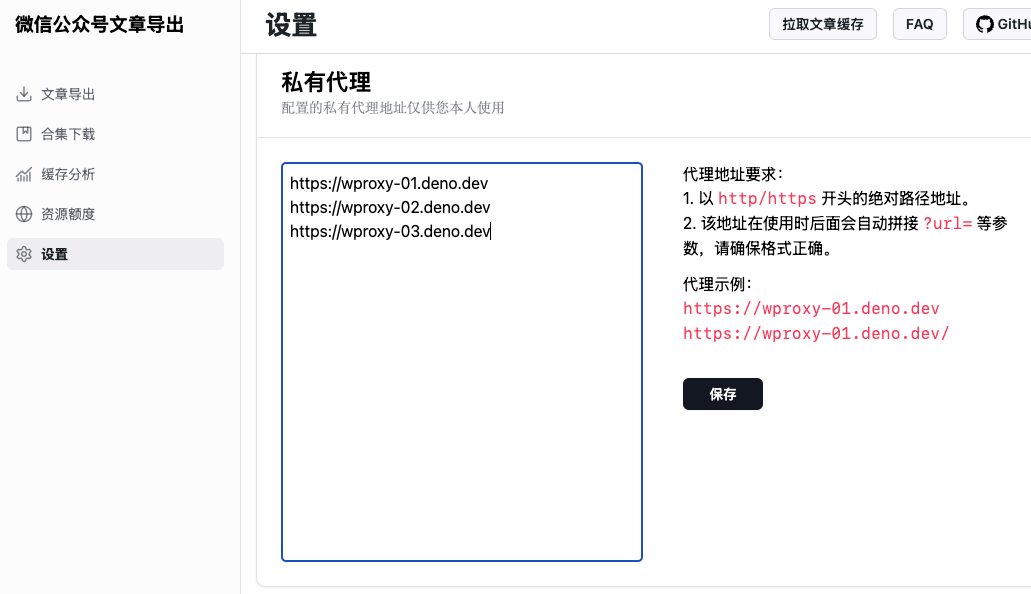 微信公众号文章导出
文章导出
合集下载
缓存分析
资源额度
设置
设置
拉取文章缓存
FAQ
私有代理
配置的私有代理地址仅供您本人使用
https://wproxy-01.deno.dev
https://wproxy-02.deno.dev
https://wproxy-03.deno.dev
代理地址要求：
1. 以 http/https 开头的绝对路径地址。
2. 该地址在使用时后面会自动拼接 ?url= 等参
数，请确保格式正确。
代理示例：
https://wproxy-01.deno.dev
https://wproxy-01.deno.dev/
保存